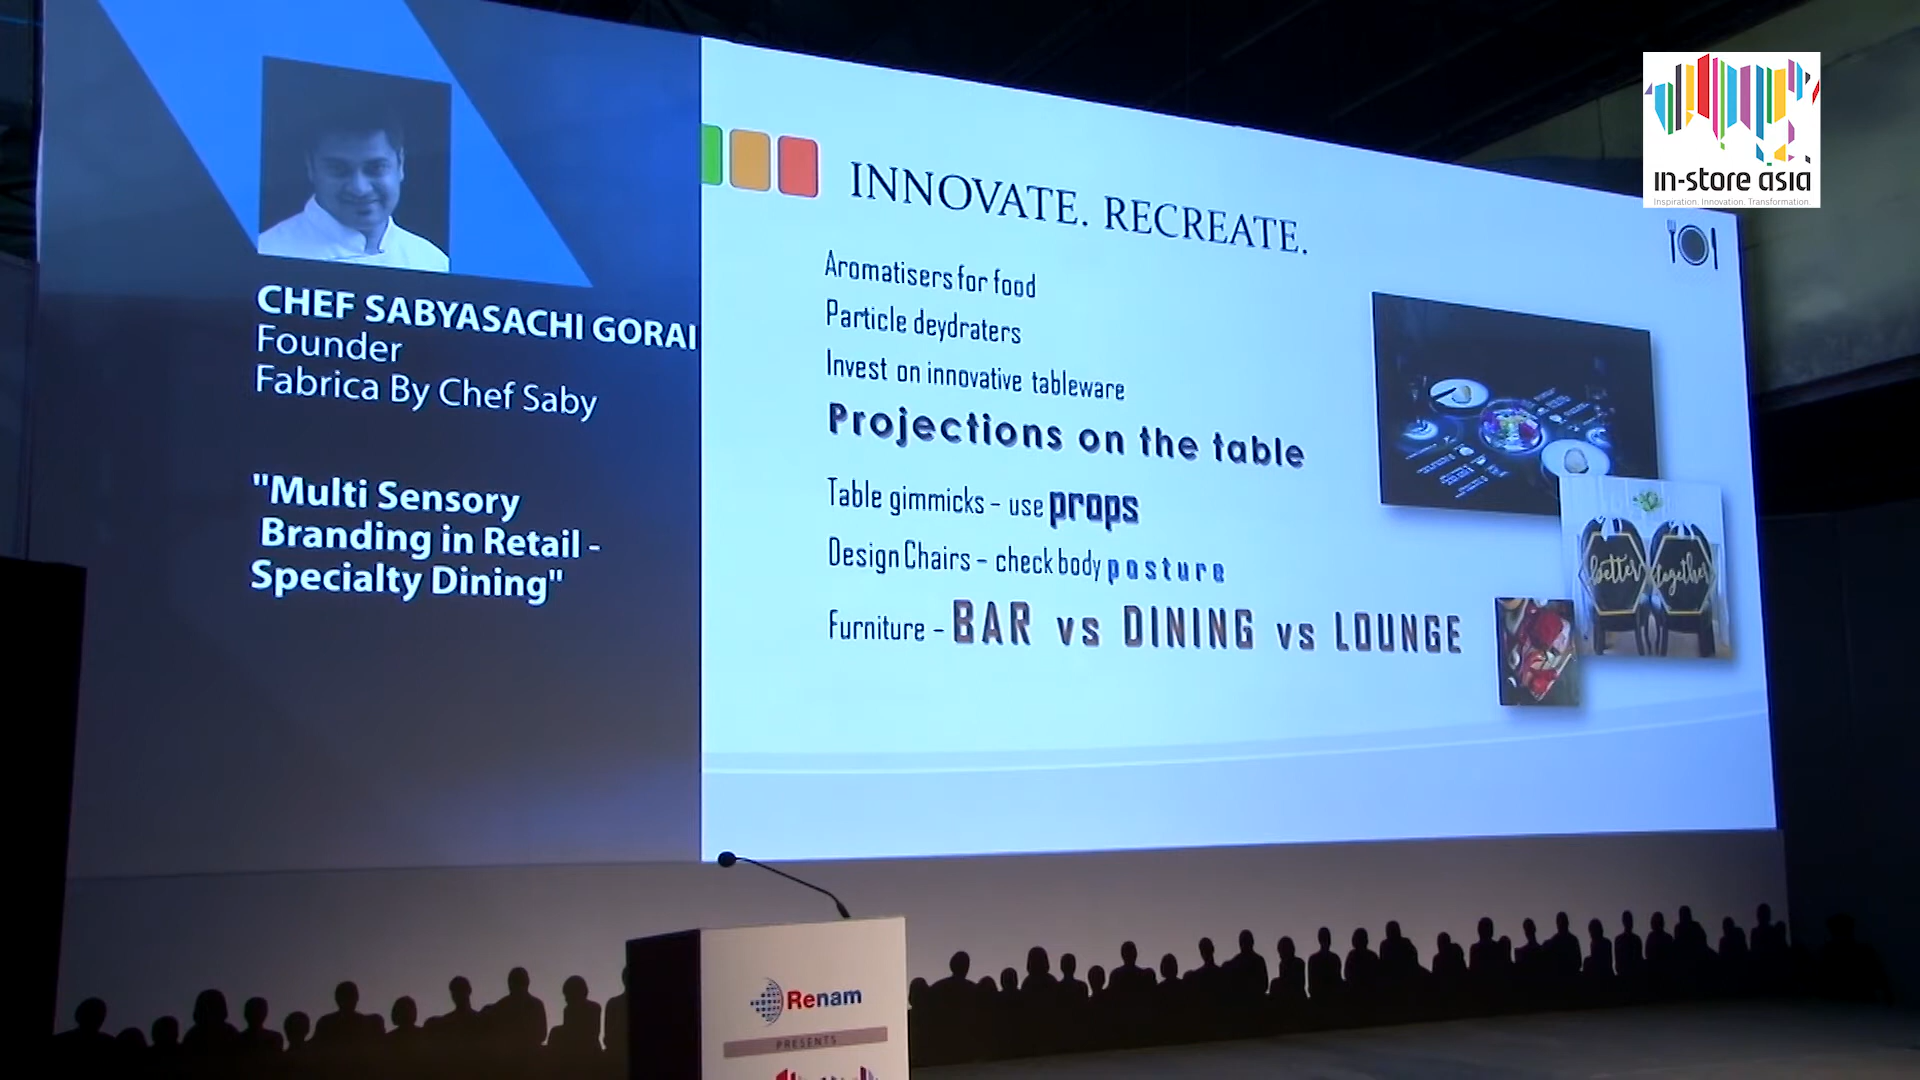 in-store asia
Inspiration. Innovation. Transformation.
CHEF SABYASACHI GORAI
Founder
Fabrica By Chef Saby
"Multi Sensory
Branding in Retail -
Specialty Dining"
INNOVATE. RECREATE.
Aromatisers for food
Particle deydraters
Invest on innovative tableware
Projections on the table
Table gimmicks – use props
Design Chairs – check body posture
Furniture – BAR vs DINING vs LOUNGE
better together
Renam
PRESENTS